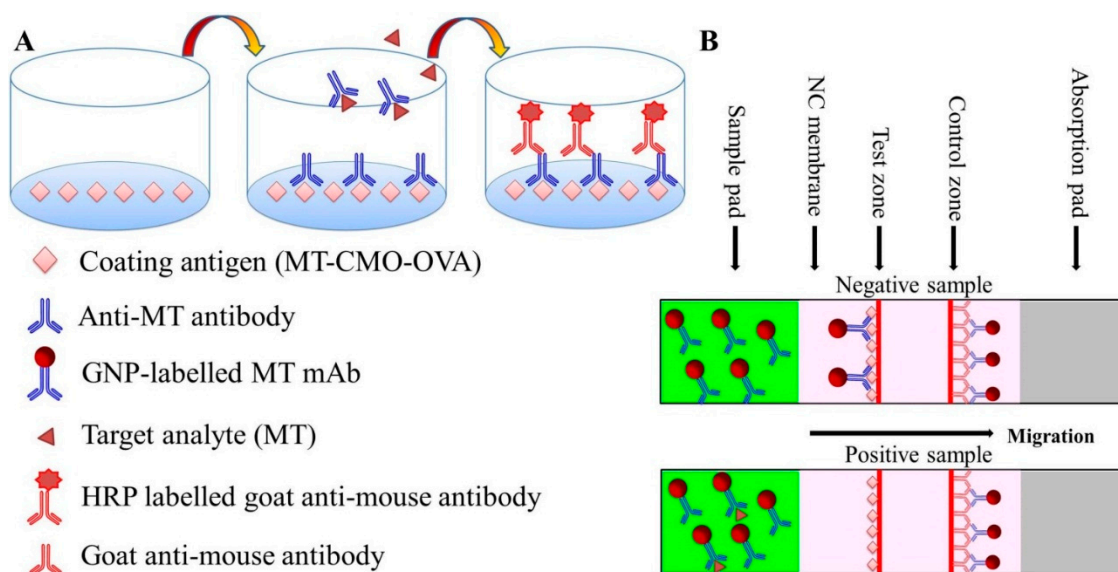 A
Coating antigen (MT-CMO-OVA)
Anti-MT antibody
GNP-labelled MT mAb
Target analyte (MT)
HRP labelled goat anti-mouse antibody
Goat anti-mouse antibody
B
Sample pad
NC membrane
Test zone
Control zone
Absorption pad
Negative sample
Migration
Positive sample